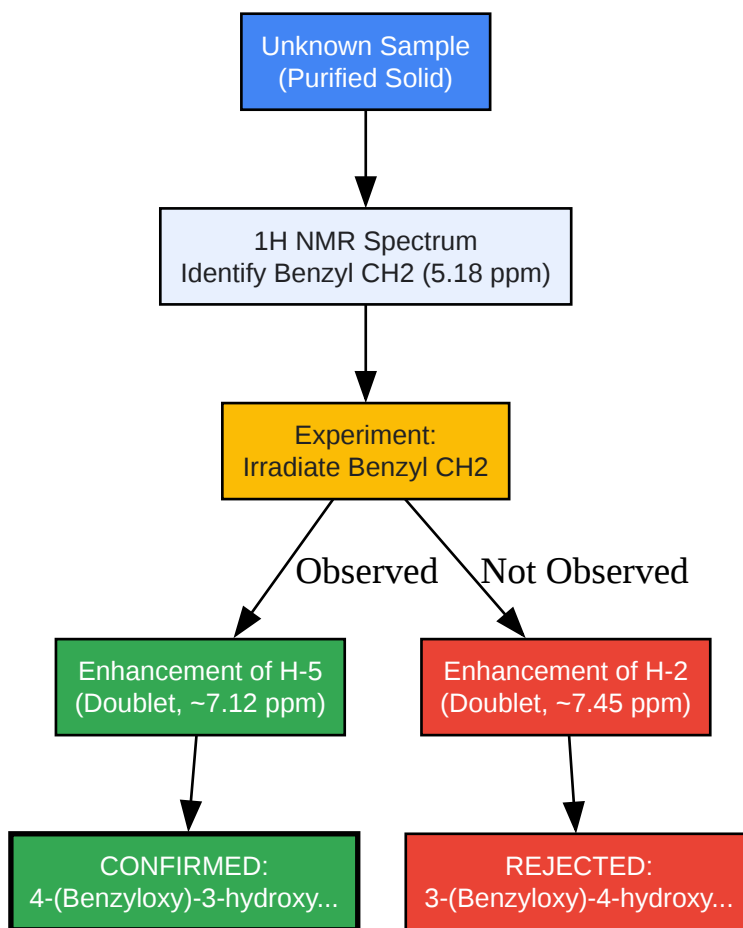 Unknown Sample
(Purified Solid)
1H NMR Spectrum
Identify Benzyl CH2 (5.18 ppm)
Experiment:
Irradiate Benzyl CH2
Observed
Not Observed
Enhancement of H-5
(Doublet, ~7.12 ppm)
Enhancement of H-2
(Doublet, ~7.45 ppm)
CONFIRMED:
4-(Benzyloxy)-3-hydroxy...
REJECTED:
3-(Benzyloxy)-4-hydroxy...